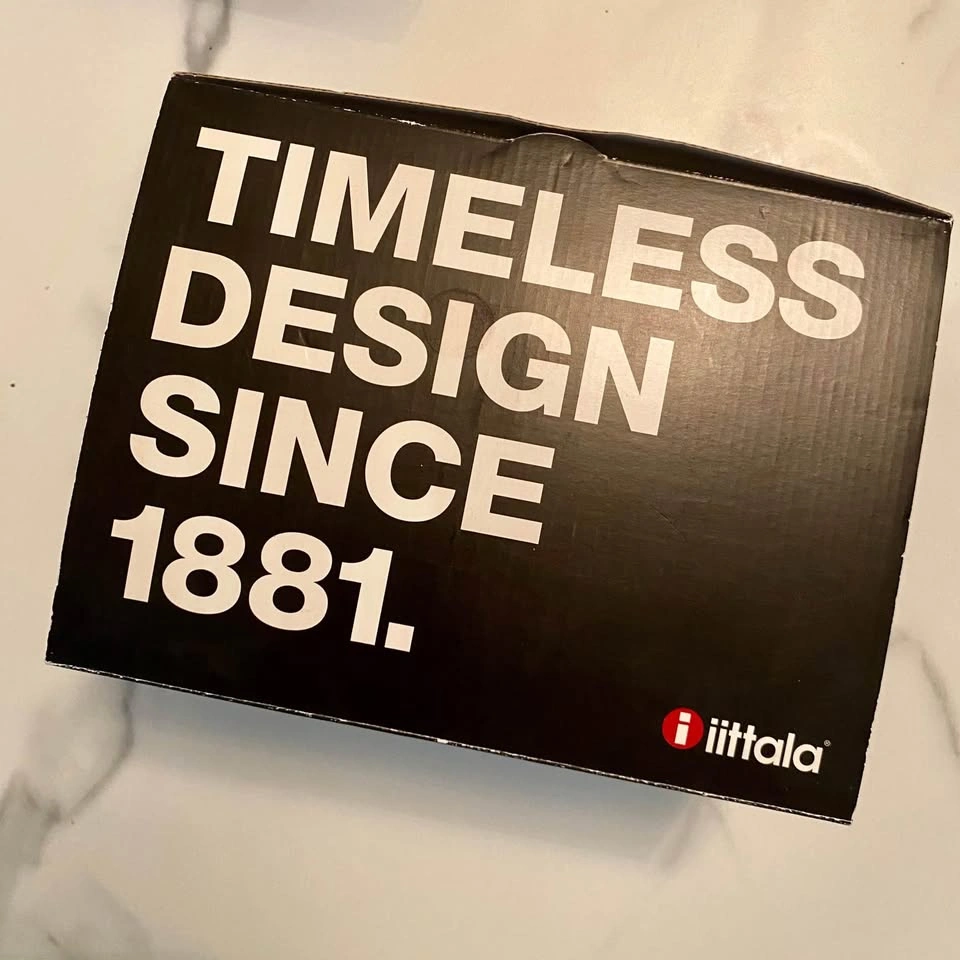 TIMELESS
DESIGN
SINCE
1881.
i iittala®